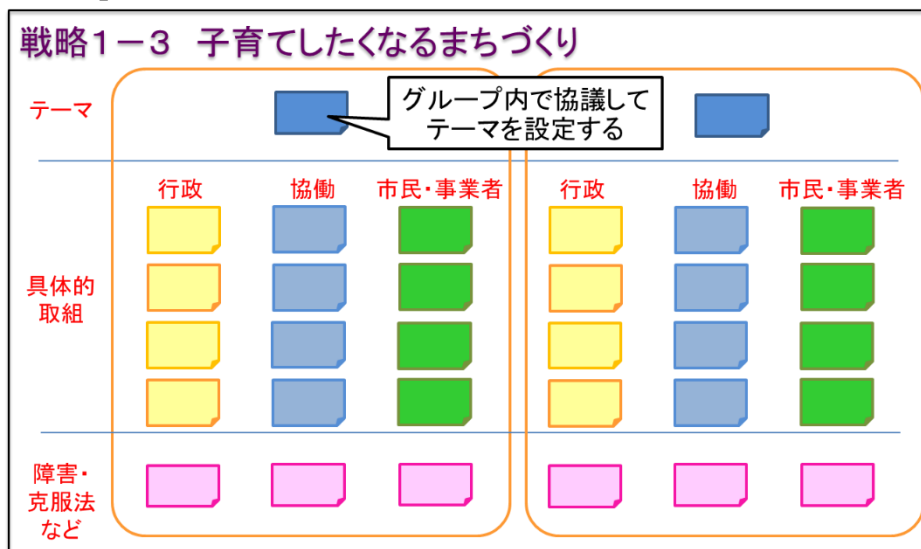 戦略1-3 子育てしたくなるまちづくり
テーマ
グループ内で協議して
テーマを設定する
行政 協働 市民・事業者 行政 協働 市民・事業者
具体的
取組
障害・
克服法
など